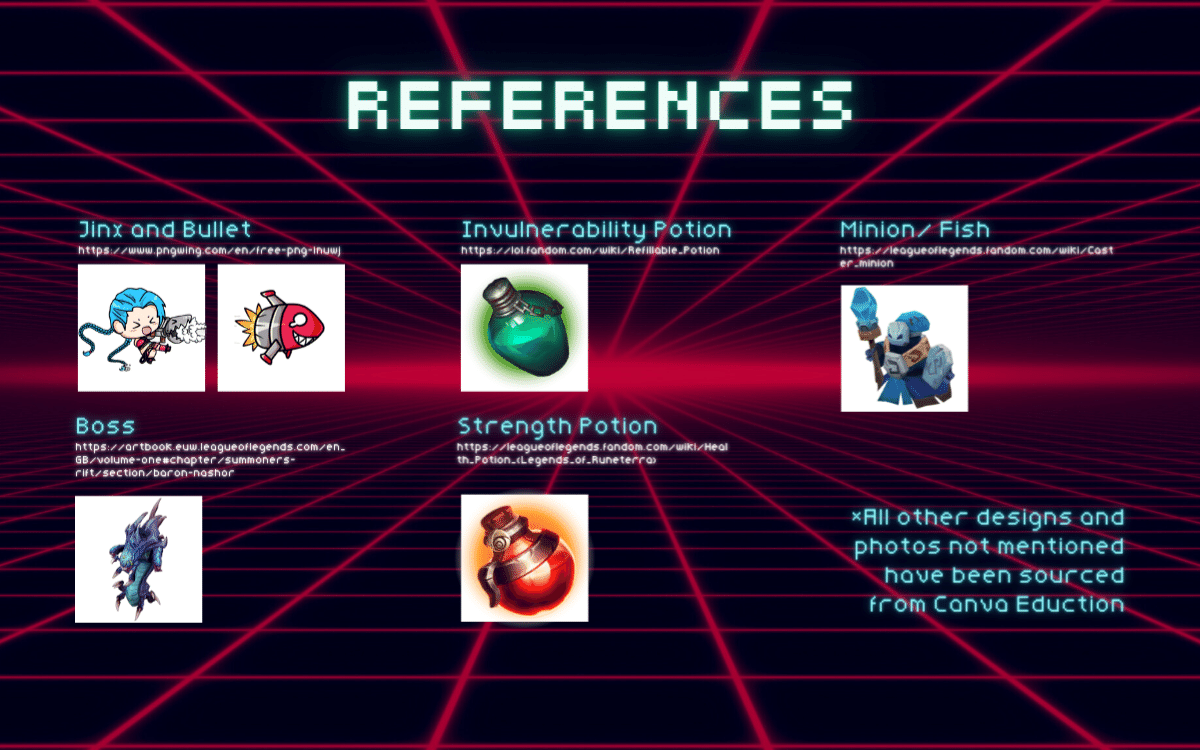 REFERENCES
Jinx and Bullet
https://www.pngwing.com/en/free-png-inuwj
Invulnerability Potion
https://lol.fandom.com/wiki/Refillable_Potion
Minion/ Fish
https://leagueoflegends.fandom.com/wiki/Cast
er_minion
Boss
https://artbook.euw.leagueoflegends.com/en_
GB/volume-one#chapter/summoners-
rift/section/baron-nashor
Strength Potion
https://leagueoflegends.fandom.com/wiki/Heal
th_Potion_(Legends_of_Runeterra)
*All other designs and
photos not mentioned
have been sourced
from Canva Eduction